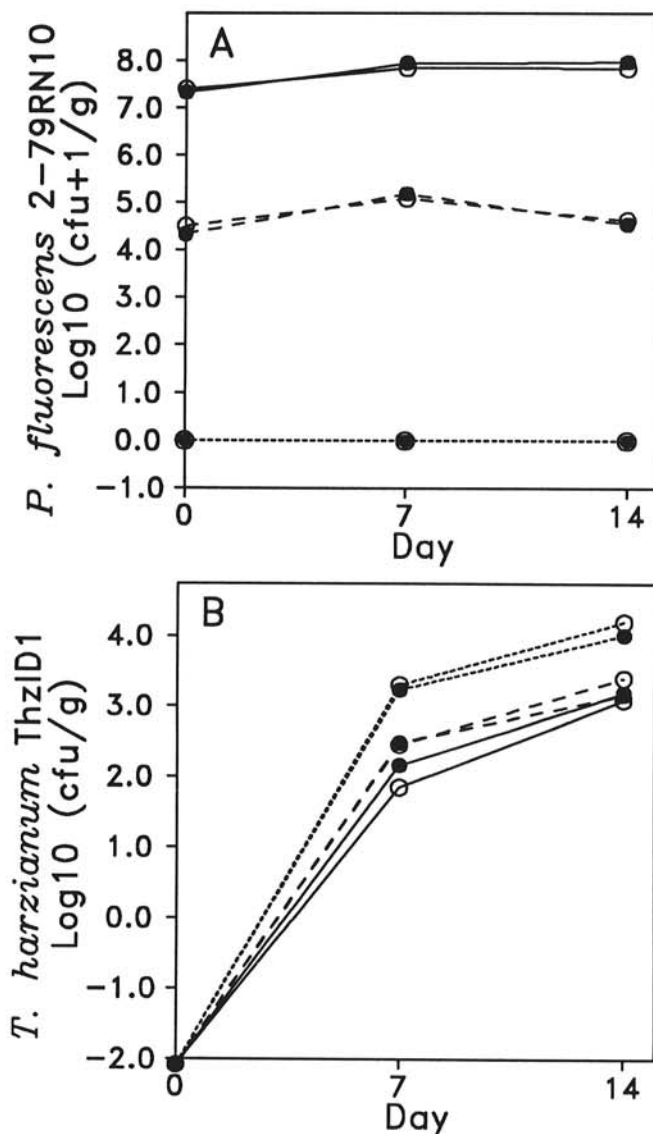 A
P. fluorescens 2-79RN10
Log10 (cfu+1/g)
8.0
7.0
6.0
5.0
4.0
3.0
2.0
1.0
0.0
-1.0
0 7 14
Day
B
T. harzianum ThzID1
Log10 (cfu/g)
4.0
3.0
2.0
1.0
0.0
-1.0
-2.0
0 7 14
Day